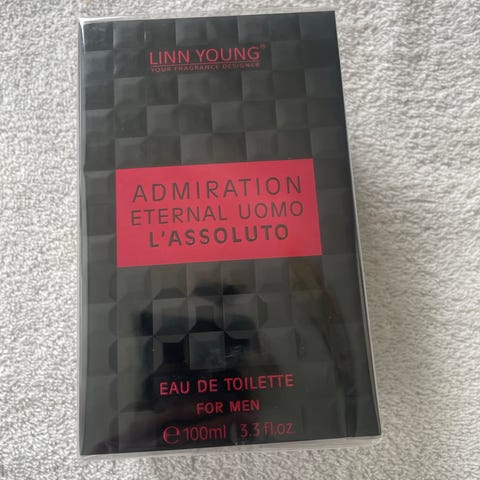 LINN YOUNG®
YOUR FRAGRANCE DESIGNER
ADMIRATION
ETERNAL UOMO
L'ASSOLUTO
EAU DE TOILETTE
FOR MEN
℮ 100ml 3.3 fl.oz.